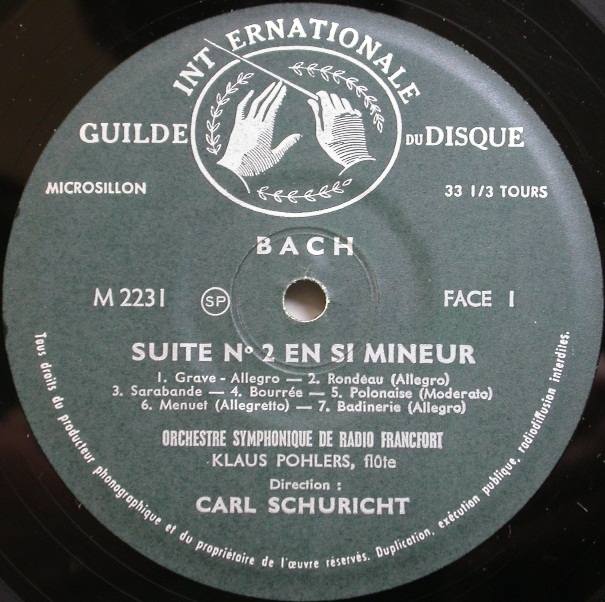 INTERNATIONALE
GUILDE DU DISQUE
MICROSILLON 33 1/3 TOURS
BACH
M 2231 SP FACE 1
SUITE No 2 EN SI MINEUR
1. Grave - Allegro — 2. Rondeau (Allegro)
3. Sarabande — 4. Bourrée — 5. Polonaise (Moderato)
6. Menuet (Allegretto) — 7. Badinerie (Allegro)
ORCHESTRE SYMPHONIQUE DE RADIO FRANCFORT
KLAUS POHLERS, flûte
Direction :
CARL SCHURICHT
Tous droits du producteur phonographique et du propriétaire de l'œuvre réservés. Duplication, exécution publique, radiodiffusion interdites.